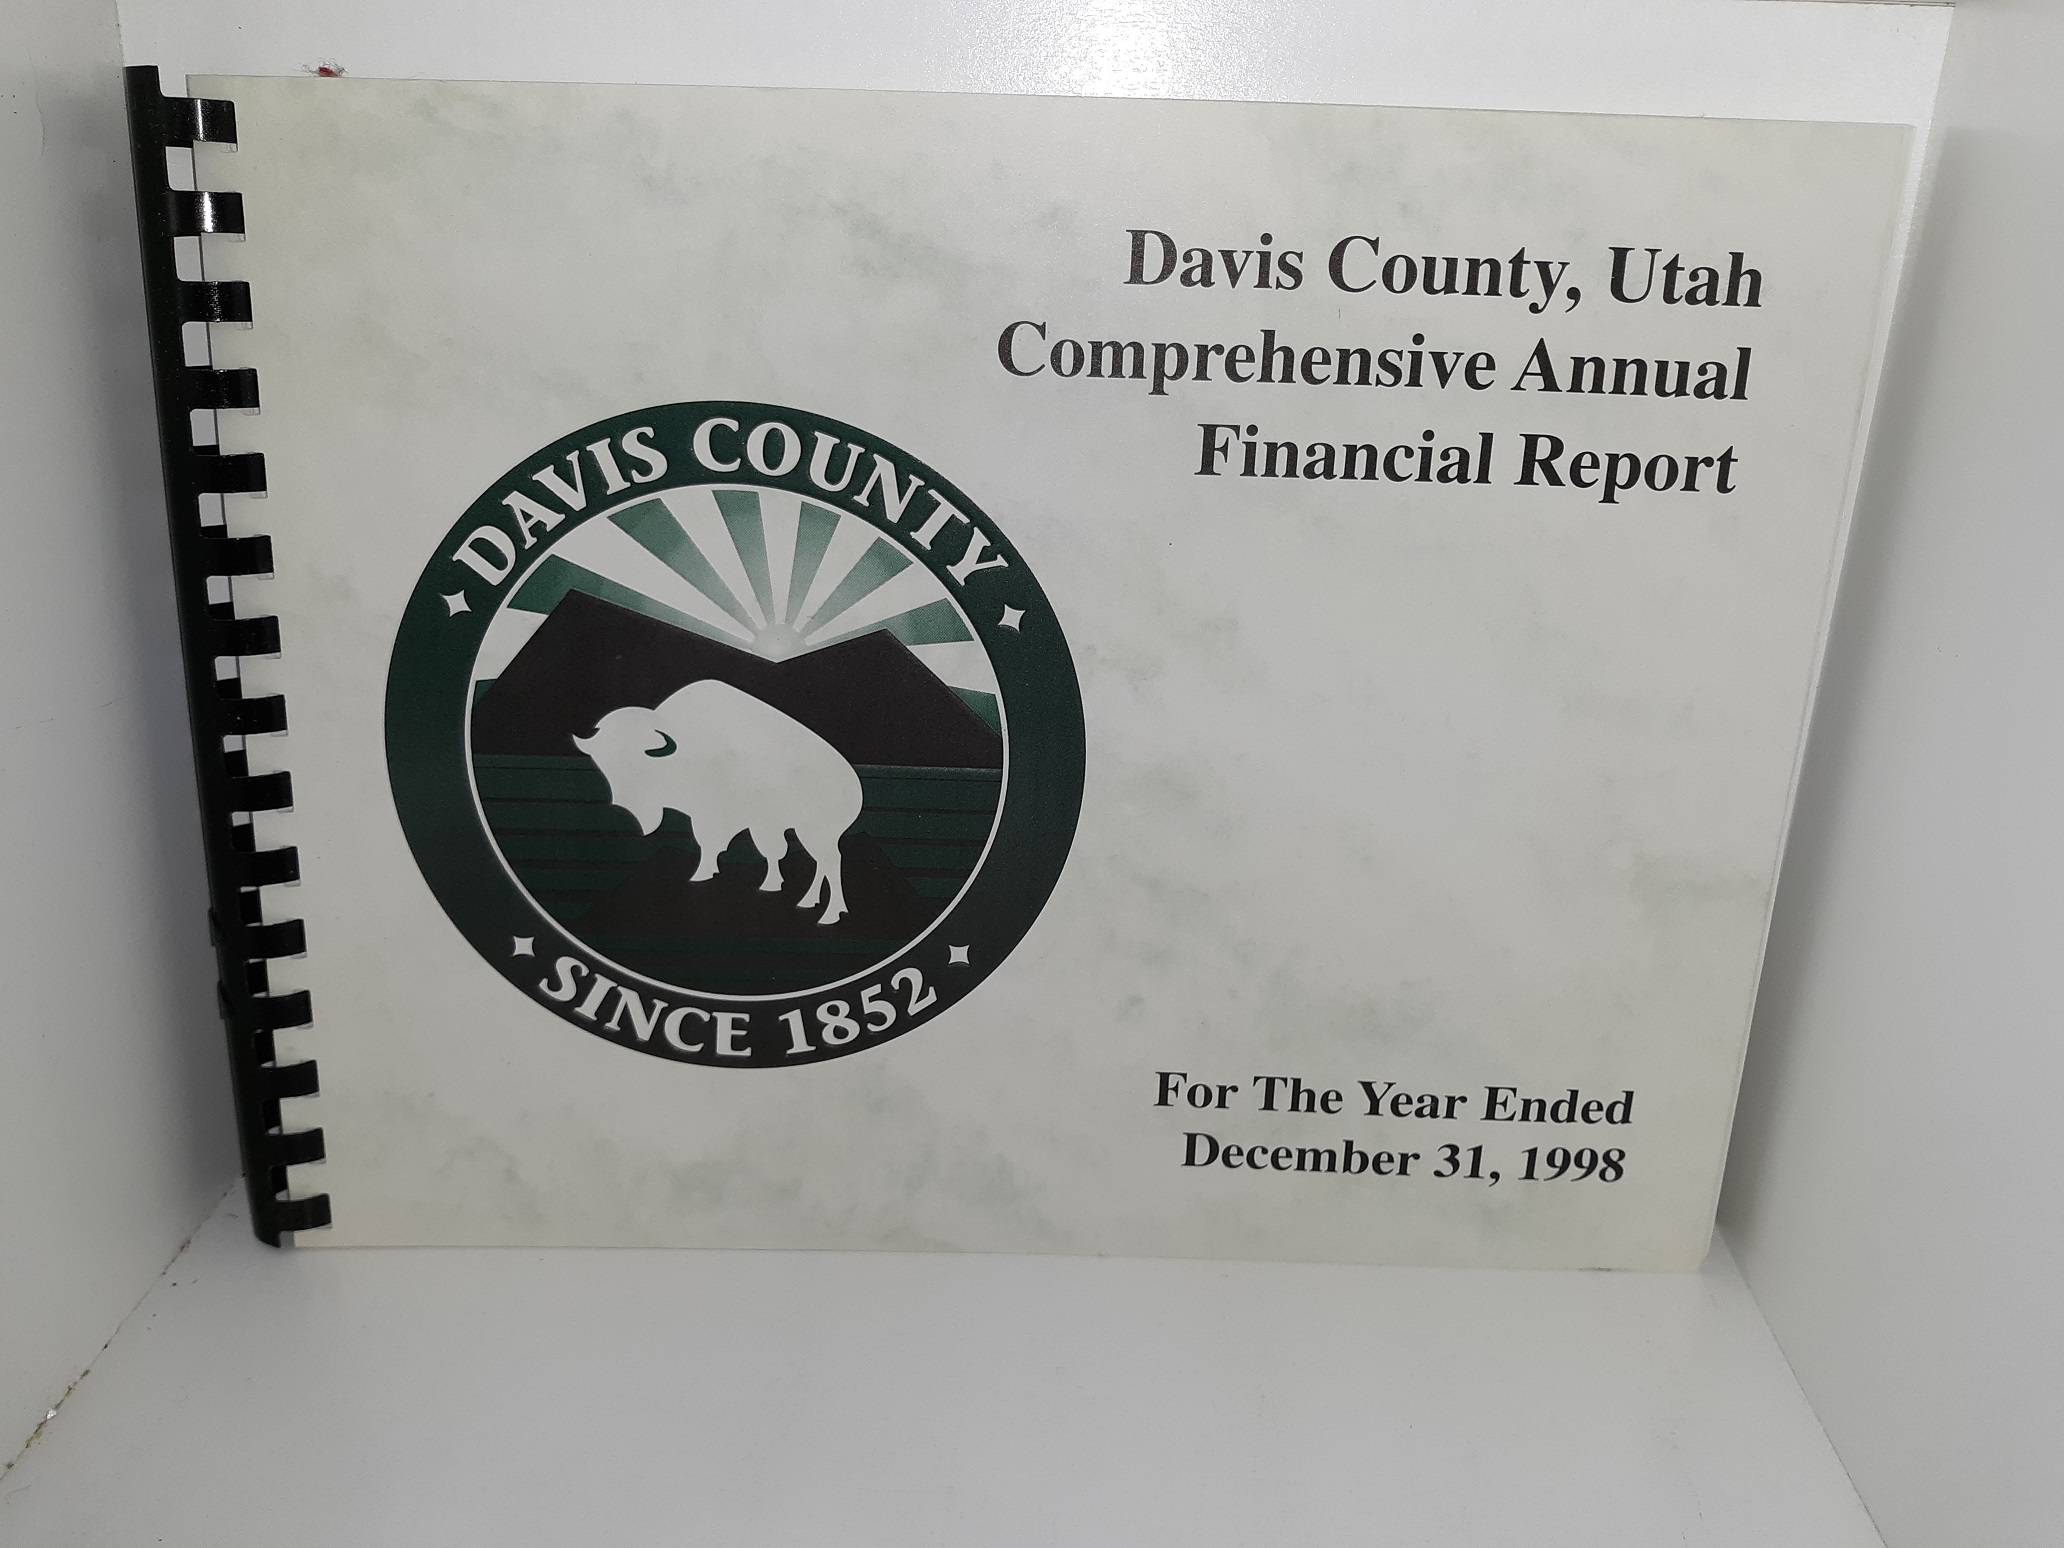 Davis County, Utah
Comprehensive Annual
Financial Report
DAVIS COUNTY
SINCE 1852
For The Year Ended
December 31, 1998